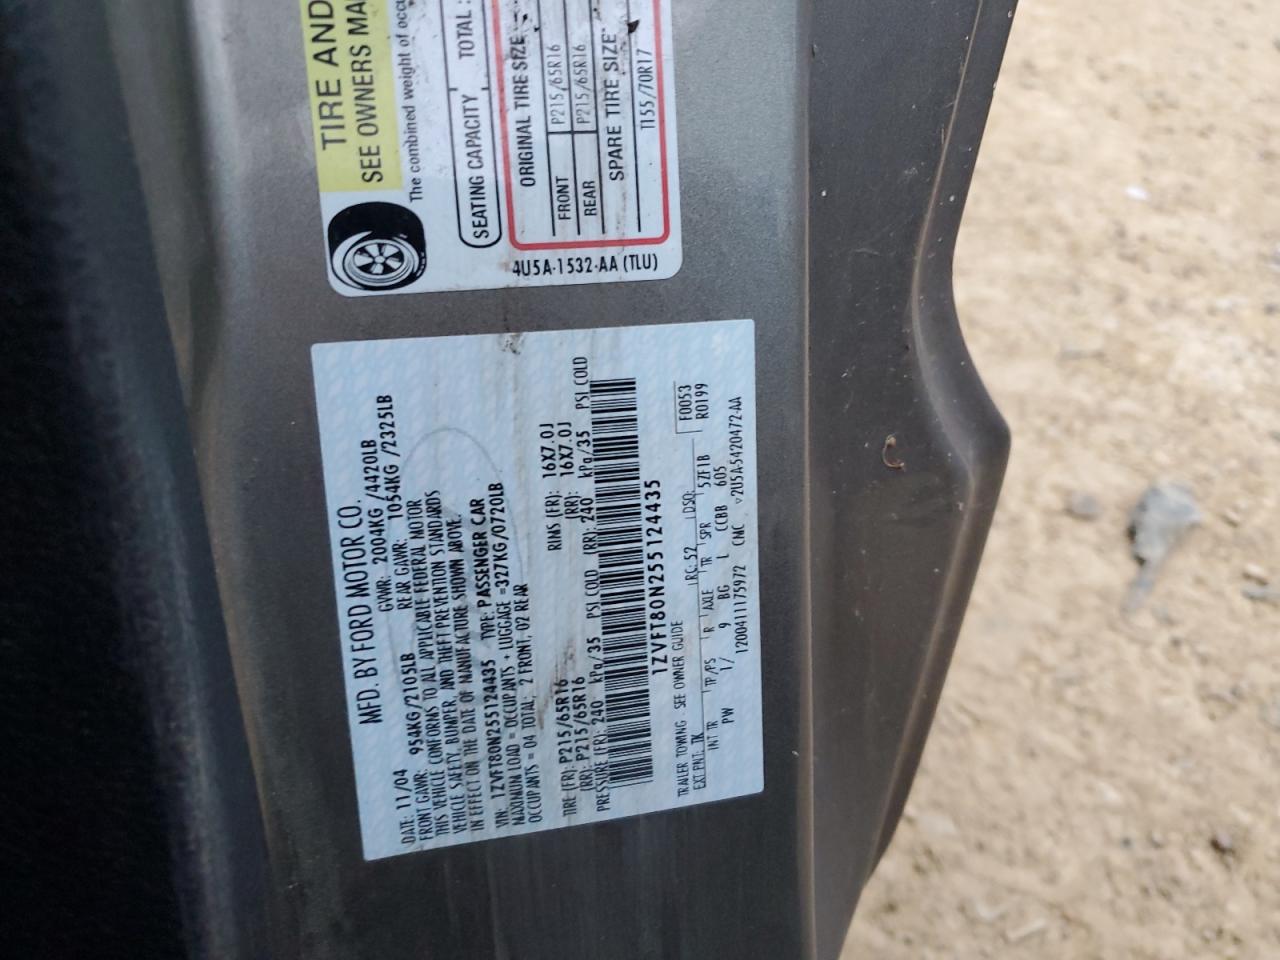 TIRE AND
SEE OWNERS MA
The combined weight of occu
SEATING CAPACITY TOTAL:
ORIGINAL TIRE SIZE
FRONT P215/65R16
REAR P215/65R16
SPARE TIRE SIZE
T155/70R17
4U5A-1532-AA (TLU)
MFD. BY FORD MOTOR CO.
DATE: 11/04 GVWR: 2004KG/4420LB
FRONT GAWR: 954KG/2105LB REAR GAWR: 1054KG/2325LB
THIS VEHICLE CONFORMS TO ALL APPLICABLE FEDERAL MOTOR
VEHICLE SAFETY, BUMPER, AND THEFT PREVENTION STANDARDS
IN EFFECT ON THE DATE OF MANUFACTURE SHOWN ABOVE.
VIN: 1ZVFT80N255124435 TYPE: PASSENGER CAR
MAXIMUM LOAD = OCCUPANTS + LUGGAGE = 327KG/0720LB
OCCUPANTS = 04 TOTAL; 2 FRONT, 02 REAR
TIRE (FR): P215/65R16 RINS (FR): 16X7.0J
(RR): P215/65R16 (RR): 16X7.0J
PRESSURE (FR): 240 kPa/35 PSI COLD (RR): 240 kPa/35 PSI COLD
1ZVFT80N255124435
TRAILER TOWING SEE OWNER GUIDE F0053
EXT PNT: TK RC: 52 DSO: R0199
INT TR TP/PS R AXLE TR SPR 5ZF1B
PW 1/ 9 BG L CCBB 605
1200411175972 CMC v2U5A-5420472-AA